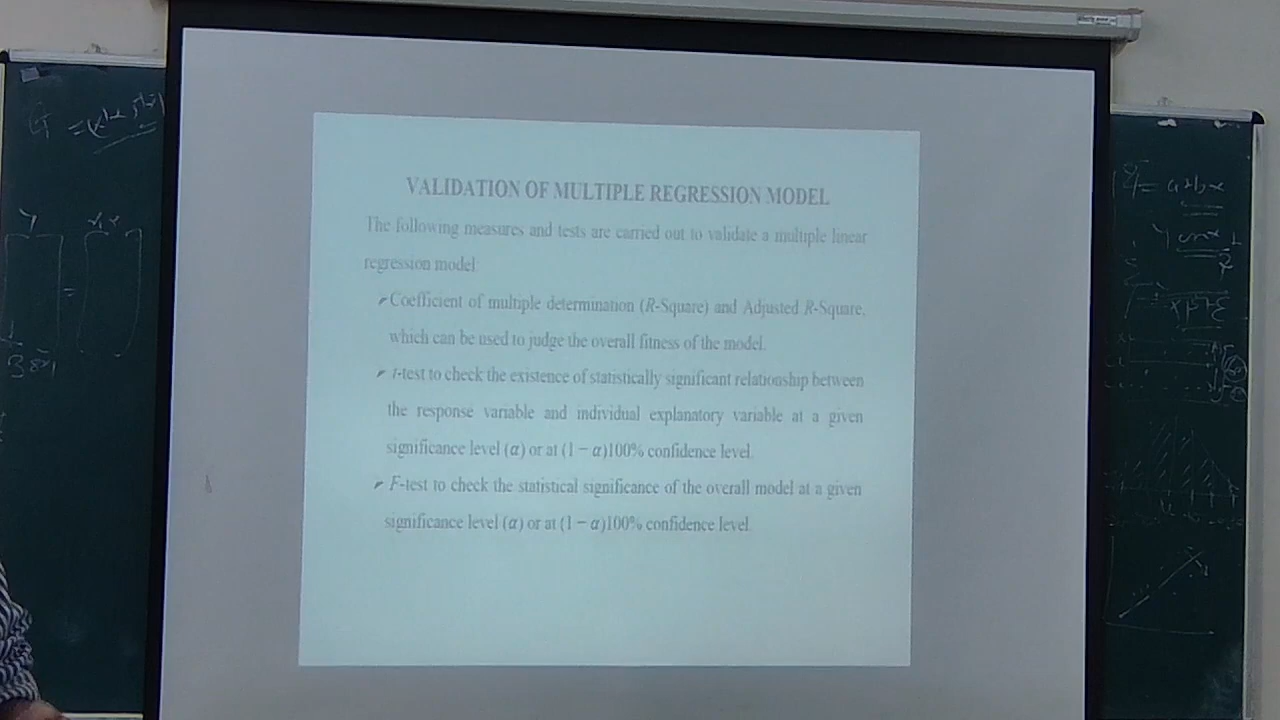 VALIDATION OF MULTIPLE REGRESSION MODEL
The following measures and tests are carried out to validate a multiple linear
regression model
➢Coefficient of multiple determination (R-Square) and Adjusted R-Square,
which can be used to judge the overall fitness of the model.
➢ t-test to check the existence of statistically significant relationship between
the response variable and individual explanatory variable at a given
significance level (α) or at (1 − α)100% confidence level.
➢ F-test to check the statistical significance of the overall model at a given
significance level (α) or at (1 − α)100% confidence level.
= a+bx